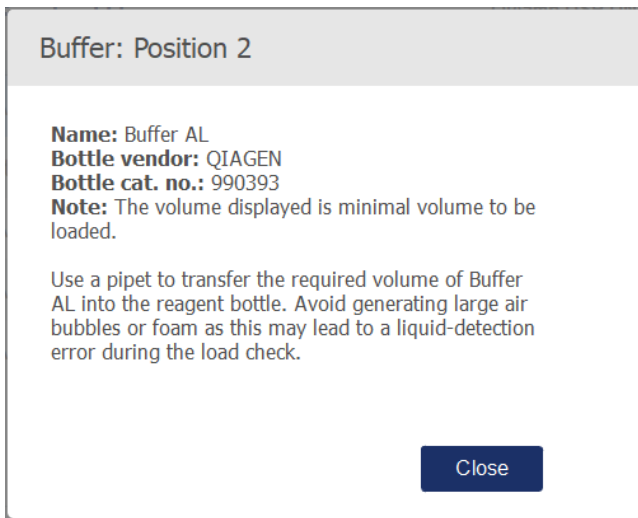 Buffer: Position 2
Name: Buffer AL
Bottle vendor: QIAGEN
Bottle cat. no.: 990393
Note: The volume displayed is minimal volume to be
loaded.
Use a pipet to transfer the required volume of Buffer
AL into the reagent bottle. Avoid generating large air
bubbles or foam as this may lead to a liquid-detection
error during the load check.
Close